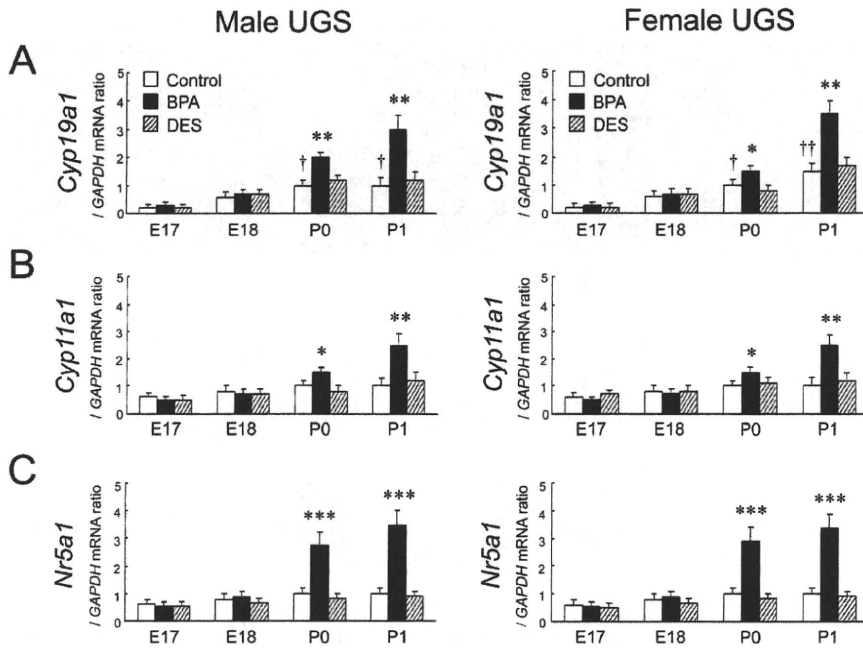 Male UGS
Female UGS
A
Cyp19a1
/ GAPDH mRNA ratio
5
4
3
2
1
0
Control
BPA
DES
†
**
†
**
E17 E18 P0 P1
Cyp19a1
/ GAPDH mRNA ratio
5
4
3
2
1
0
Control
BPA
DES
†
*
††
**
E17 E18 P0 P1
B
Cyp11a1
/ GAPDH mRNA ratio
5
4
3
2
1
0
*
**
E17 E18 P0 P1
Cyp11a1
/ GAPDH mRNA ratio
5
4
3
2
1
0
*
**
E17 E18 P0 P1
C
Nr5a1
/ GAPDH mRNA ratio
5
4
3
2
1
0
***
***
E17 E18 P0 P1
Nr5a1
/ GAPDH mRNA ratio
5
4
3
2
1
0
***
***
E17 E18 P0 P1